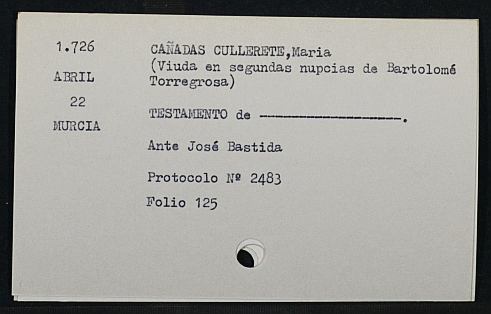 1.726
CAÑADAS CULLERETE,Maria
(Viuda en segundas nupcias de Bartolomé
ABRIL
Torregrosa)
22
TESTAMENTO de --------------------.
MURCIA
Ante José Bastida
Protocolo Nº 2483
Folio 125